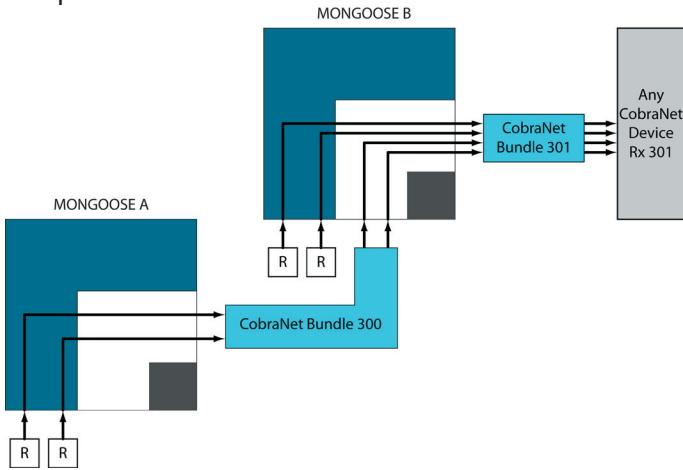 MONGOOSE B
Any
CobraNet
Device
Rx 301
CobraNet
Bundle 301
MONGOOSE A
R
R
CobraNet Bundle 300
R
R